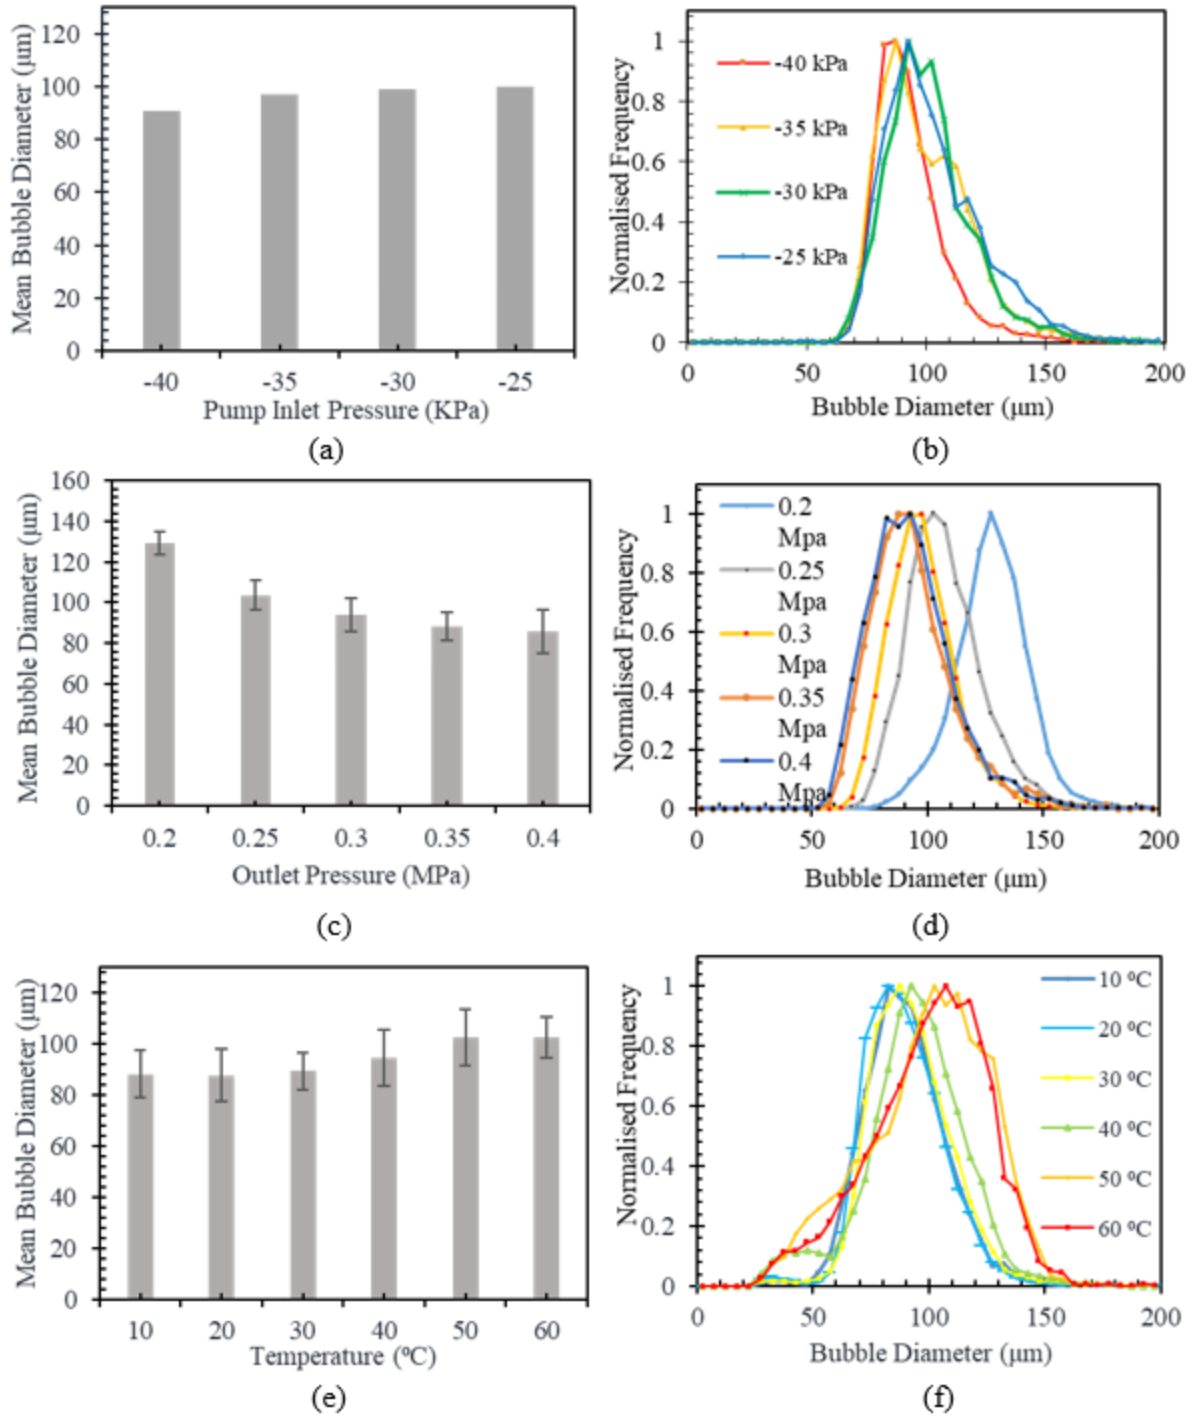 Mean Bubble Diameter (μm)
120
100
80
60
40
20
0
-40 -35 -30 -25
Pump Inlet Pressure (KPa)
(a)
Normalised Frequency
1
0.8
0.6
0.4
0.2
0
-40 kPa
-35 kPa
-30 kPa
-25 kPa
0 50 100 150 200
Bubble Diameter (μm)
(b)
Mean Bubble Diameter (μm)
160
140
120
100
80
60
40
20
0
0.2 0.25 0.3 0.35 0.4
Outlet Pressure (MPa)
(c)
Normalised Frequency
1
0.8
0.6
0.4
0.2
0
0.2
Mpa
0.25
Mpa
0.3
Mpa
0.35
Mpa
0.4
Mpa
0 50 100 150 200
Bubble Diameter (μm)
(d)
Mean Bubble Diameter (μm)
120
100
80
60
40
20
0
10 20 30 40 50 60
Temperature (⁰C)
(e)
Normalised Frequency
1
0.8
0.6
0.4
0.2
0
10 ⁰C
20 ⁰C
30 ⁰C
40 ⁰C
50 ⁰C
60 ⁰C
0 50 100 150 200
Bubble Diameter (μm)
(f)